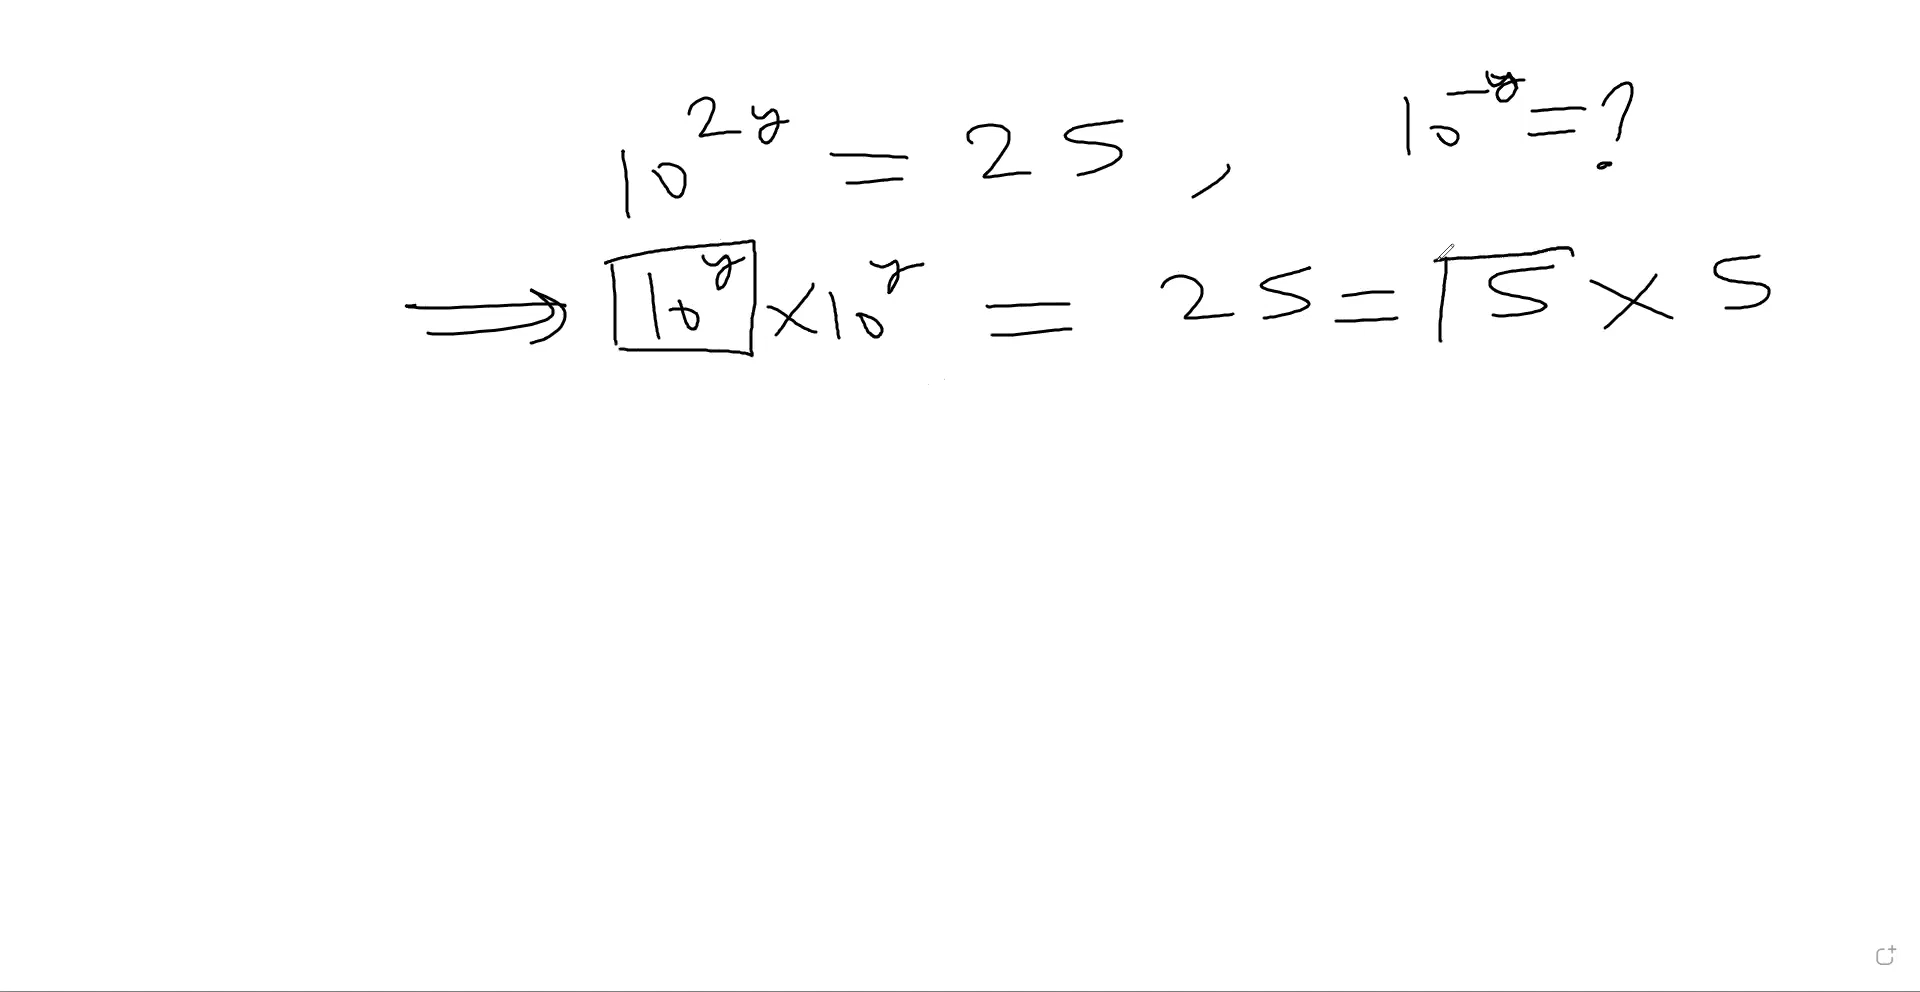 10^{2y} = 25, 10^{-y} = ?
⇒ 10^y × 10^y = 25 = 5 × 5